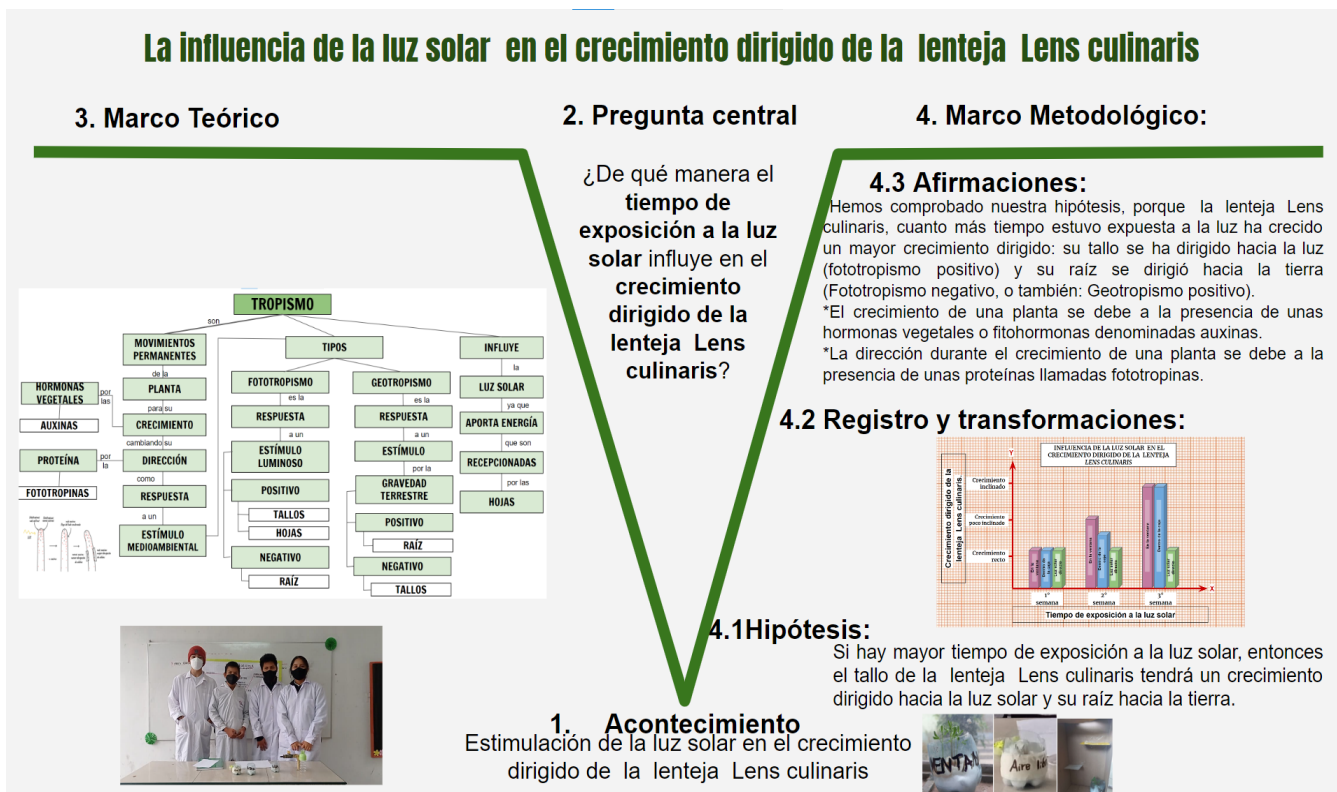 La influencia de la luz solar en el crecimiento dirigido de la lenteja Lens culinaris
3. Marco Teórico
TROPISMO
son
MOVIMIENTOS
PERMANENTES
TIPOS
INFLUYE
de la
la
HORMONAS
VEGETALES
por
las
PLANTA
FOTOTROPISMO
GEOTROPISMO
LUZ SOLAR
es la
es la
ya que
para su
AUXINAS
CRECIMIENTO
RESPUESTA
RESPUESTA
APORTA ENERGÍA
cambiando su
a un
a un
que son
PROTEÍNA
por
la
DIRECCIÓN
ESTÍMULO
LUMINOSO
ESTÍMULO
RECEPCIONADAS
como
por la
por las
FOTOTROPINAS
RESPUESTA
POSITIVO
GRAVEDAD
TERRESTRE
HOJAS
a un
TALLOS
POSITIVO
ESTÍMULO
MEDIOAMBIENTAL
HOJAS
RAÍZ
NEGATIVO
NEGATIVO
RAÍZ
TALLOS
2. Pregunta central
¿De qué manera el
tiempo de
exposición a la luz
solar influye en el
crecimiento
dirigido de la
lenteja Lens
culinaris?
4. Marco Metodológico:
4.3 Afirmaciones:
*Hemos comprobado nuestra hipótesis, porque la lenteja Lens
culinaris, cuanto más tiempo estuvo expuesta a la luz ha crecido
un mayor crecimiento dirigido: su tallo se ha dirigido hacia la luz
(fototropismo positivo) y su raíz se dirigió hacia la tierra
(Fototropismo negativo, o también: Geotropismo positivo).
*El crecimiento de una planta se debe a la presencia de unas
hormonas vegetales o fitohormonas denominadas auxinas.
*La dirección durante el crecimiento de una planta se debe a la
presencia de unas proteínas llamadas fototropinas.
4.2 Registro y transformaciones:
INFLUENCIA DE LA LUZ SOLAR EN EL
CRECIMIENTO DIRIGIDO DE LA LENTEJA
LENS CULINARIS
Y
Crecimiento dirigido de la
lenteja Lens culinaris.
Crecimiento
inclinado
Crecimiento
poco inclinado
Crecimiento
recto
X
1°
semana
2°
semana
3°
semana
Tiempo de exposición a la luz solar
4.1Hipótesis:
Si hay mayor tiempo de exposición a la luz solar, entonces
el tallo de la lenteja Lens culinaris tendrá un crecimiento
dirigido hacia la luz solar y su raíz hacia la tierra.
1. Acontecimiento
Estimulación de la luz solar en el crecimiento
dirigido de la lenteja Lens culinaris
ENTAN
Aire